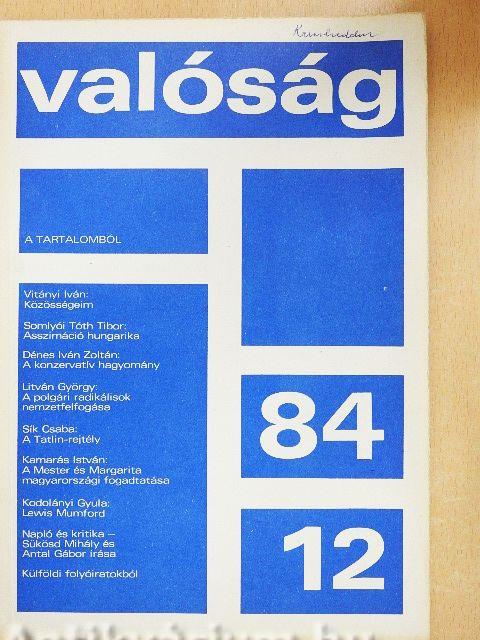 valóság
A TARTALOMBÓL
Vitányi Iván:
Közösségeim
Somlyói Tóth Tibor:
Asszimáció hungarika
Dénes Iván Zoltán:
A konzervatív hagyomány
Litván György:
A polgári radikálisok
nemzetfelfogása
Sík Csaba:
A Tatlin-rejtély
Kamarás István:
A Mester és Margarita
magyarországi fogadtatása
Kodolányi Gyula:
Lewis Mumford
Napló és kritika –
Sükösd Mihály és
Antal Gábor írása
Külföldi folyóiratokból
84
12